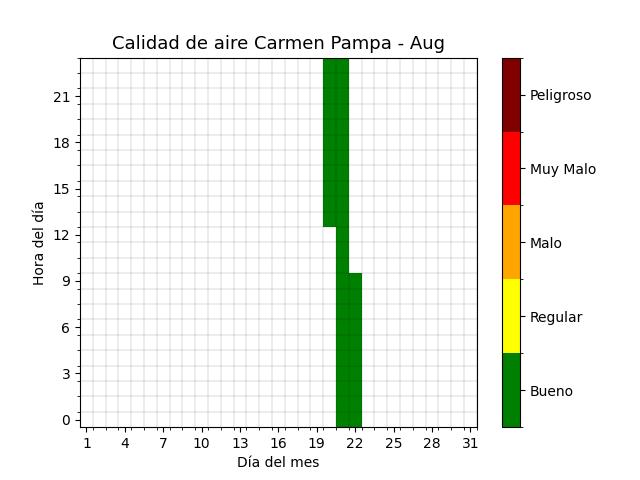 Calidad de aire Carmen Pampa - Aug
Hora del día
21
18
15
12
9
6
3
0
1 4 7 10 13 16 19 22 25 28 31
Día del mes
Peligroso
Muy Malo
Malo
Regular
Bueno